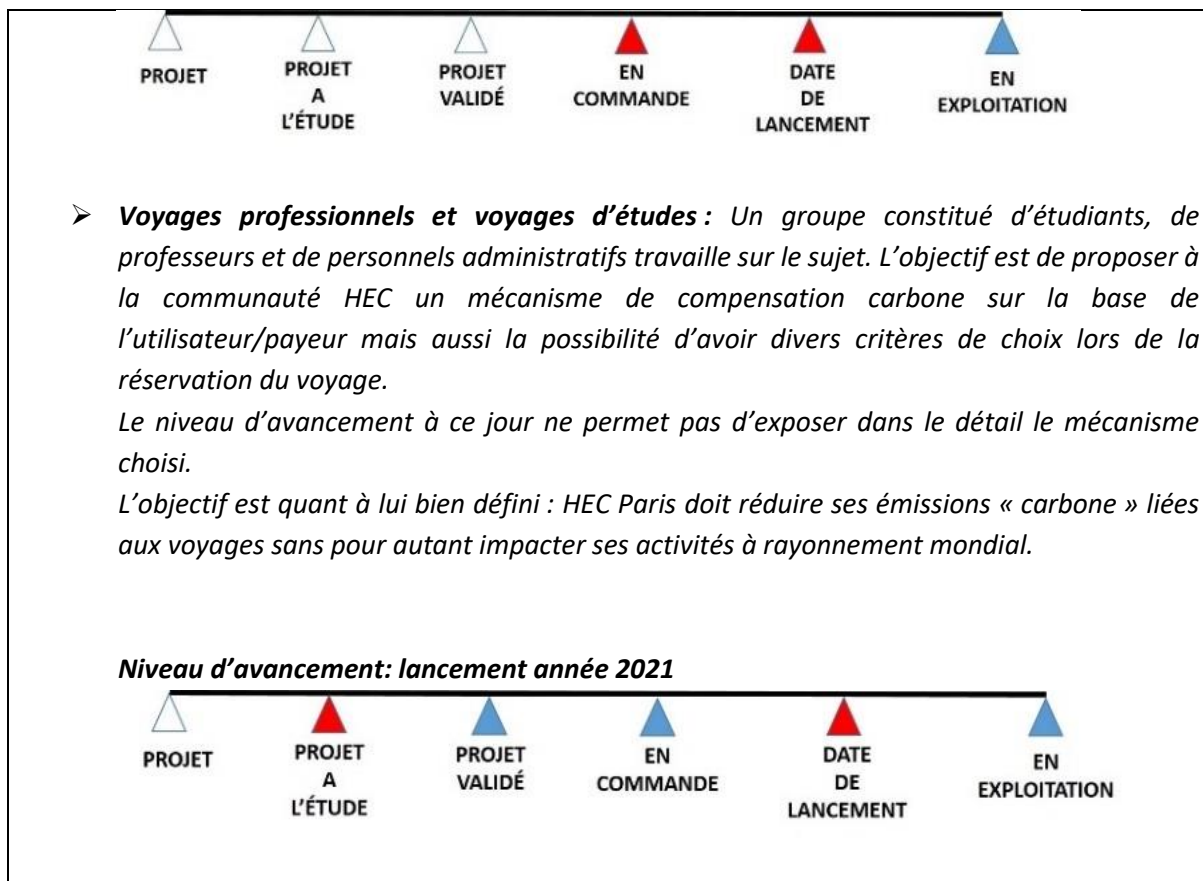 PROJET
PROJET
A
L'ÉTUDE
PROJET
VALIDÉ
EN
COMMANDE
DATE
DE
LANCEMENT
EN
EXPLOITATION
➢ Voyages professionnels et voyages d’études : Un groupe constitué d’étudiants, de
professeurs et de personnels administratifs travaille sur le sujet. L’objectif est de proposer à
la communauté HEC un mécanisme de compensation carbone sur la base de
l’utilisateur/payeur mais aussi la possibilité d’avoir divers critères de choix lors de la
réservation du voyage.
Le niveau d’avancement à ce jour ne permet pas d’exposer dans le détail le mécanisme
choisi.
L’objectif est quant à lui bien défini : HEC Paris doit réduire ses émissions « carbone » liées
aux voyages sans pour autant impacter ses activités à rayonnement mondial.
Niveau d’avancement: lancement année 2021
PROJET
PROJET
A
L'ÉTUDE
PROJET
VALIDÉ
EN
COMMANDE
DATE
DE
LANCEMENT
EN
EXPLOITATION